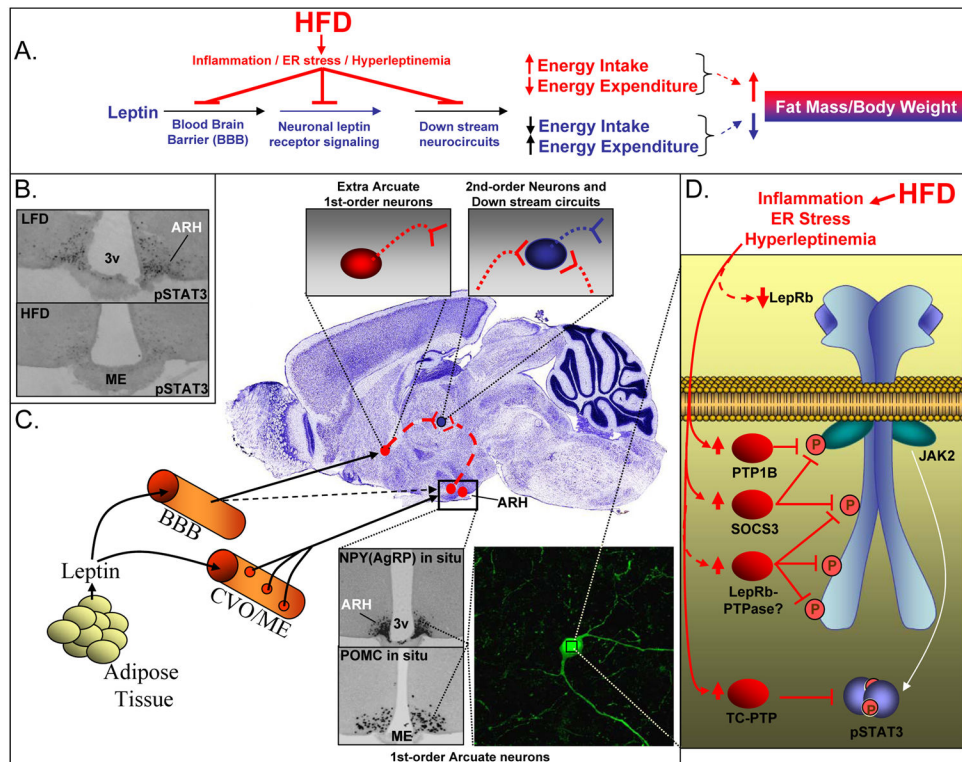 A.
HFD
Inflammation / ER stress / Hyperleptinemia
Leptin
Blood Brain
Barrier (BBB)
Neuronal leptin
receptor signaling
Down stream
neurocircuits
Energy Intake
Energy Expenditure
Energy Intake
Energy Expenditure
Fat Mass/Body Weight
B.
LFD
ARH
3v
pSTAT3
HFD
ME
pSTAT3
Extra Arcuate
1st-order neurons
2nd-order Neurons and
Down stream circuits
C.
BBB
Leptin
CVO/ME
Adipose
Tissue
ARH
NPY(AgRP) in situ
ARH
3v
POMC in situ
ME
1st-order Arcuate neurons
D.
HFD
Inflammation
ER Stress
Hyperleptinemia
LepRb
P
JAK2
PTP1B
P
SOCS3
P
LepRb-
PTPase?
P
TC-PTP
P
pSTAT3